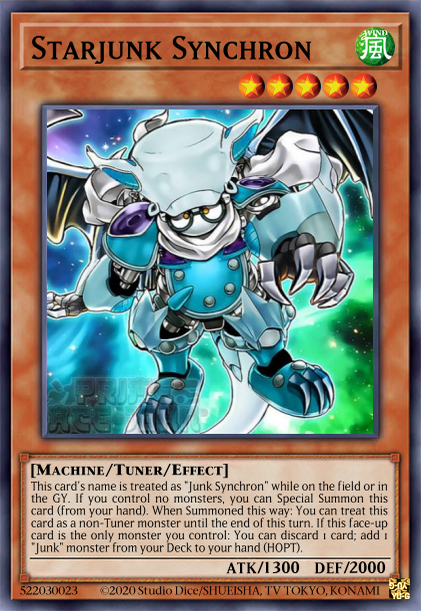 STARJUNK SYNCHRON
WIND
風
[MACHINE/TUNER/EFFECT]
This card's name is treated as "Junk Synchron" while on the field or in
the GY. If you control no monsters, you can Special Summon this
card (from your hand). When Summoned this way: You can treat
this card as a non-Tuner monster until the end of this turn. If this face-up
card is the only monster you control: You can discard 1 card; add 1
"Junk" monster from your Deck to your hand (HOPT).
ATK/1300 DEF/2000
522030023 ©2020 Studio Dice/SHUEISHA, TV TOKYO, KONAMI